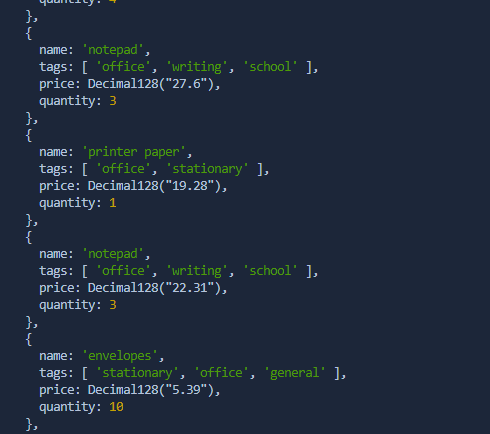 quantity: 4
},
{
name: 'notepad',
tags: [ 'office', 'writing', 'school' ],
price: Decimal128("27.6"),
quantity: 3
},
{
name: 'printer paper',
tags: [ 'office', 'stationary' ],
price: Decimal128("19.28"),
quantity: 1
},
{
name: 'notepad',
tags: [ 'office', 'writing', 'school' ],
price: Decimal128("22.31"),
quantity: 3
},
{
name: 'envelopes',
tags: [ 'stationary', 'office', 'general' ],
price: Decimal128("5.39"),
quantity: 10
},